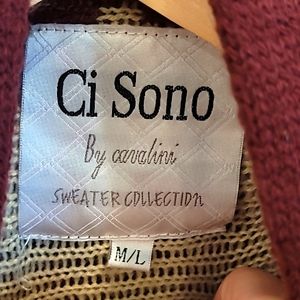 Ci Sono
By cavalini
SWEATER COLLECTION
M/L